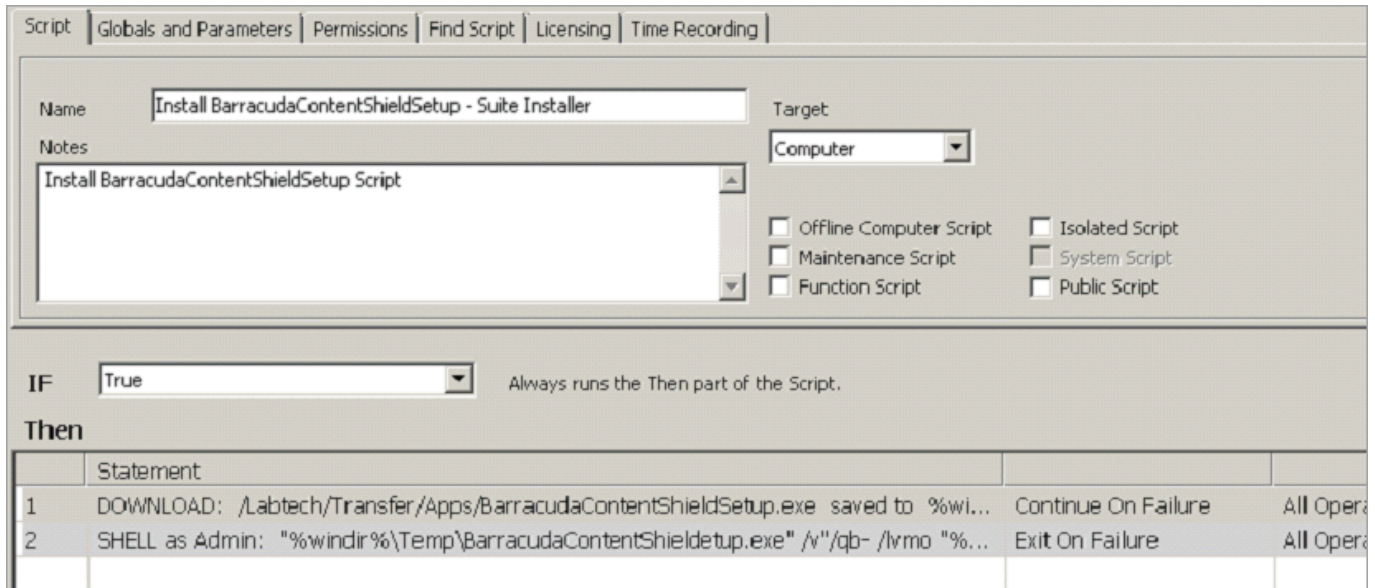 Script Globals and Parameters Permissions Find Script Licensing Time Recording
Name Install BarracudaContentShieldSetup - Suite Installer Target
Notes Computer
Install BarracudaContentShieldSetup Script
Offline Computer Script Isolated Script
Maintenance Script System Script
Function Script Public Script
IF True Always runs the Then part of the Script.
Then
Statement
1 DOWNLOAD: /Labtech/Transfer/Apps/BarracudaContentShieldSetup.exe saved to %wi... Continue On Failure All Opera
2 SHELL as Admin: "%windir%\Temp\BarracudaContentShieldetup.exe" /v"/qb- /lvmo "%... Exit On Failure All Opera